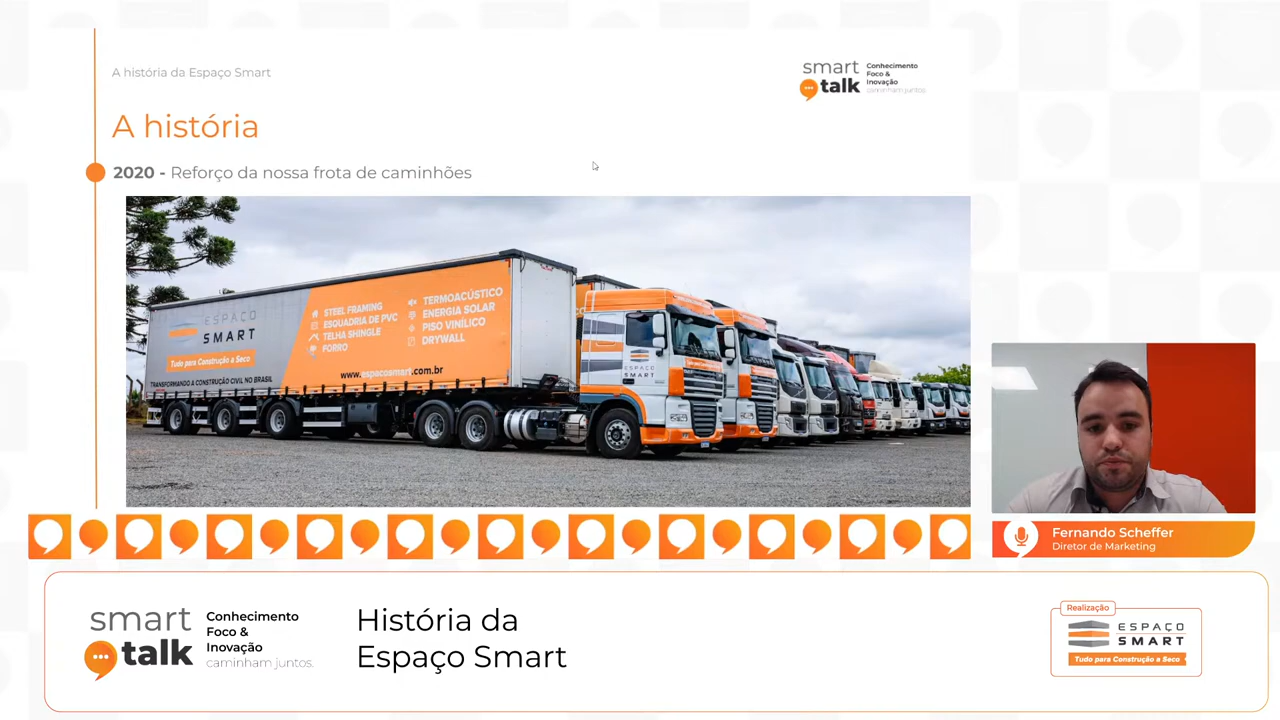 A história da Espaço Smart
smart
talk
Conhecimento
Foco &
Inovação
caminham juntos.
A história
2020 - Reforço da nossa frota de caminhões
ESPAÇO
SMART
Tudo para Construção a Seco
TRANSFORMANDO A CONSTRUÇÃO CIVIL NO BRASIL
STEEL FRAMING
ESQUADRIA DE PVC
TELHA SHINGLE
FORRO
TERMOACÚSTICO
ENERGIA SOLAR
PISO VINÍLICO
DRYWALL
www.espacosmart.com.br
ESPAÇO
SMART
Fernando Scheffer
Diretor de Marketing
smart
talk
Conhecimento
Foco &
Inovação
caminham juntos.
História da
Espaço Smart
Realização
ESPAÇO
SMART
Tudo para Construção a Seco